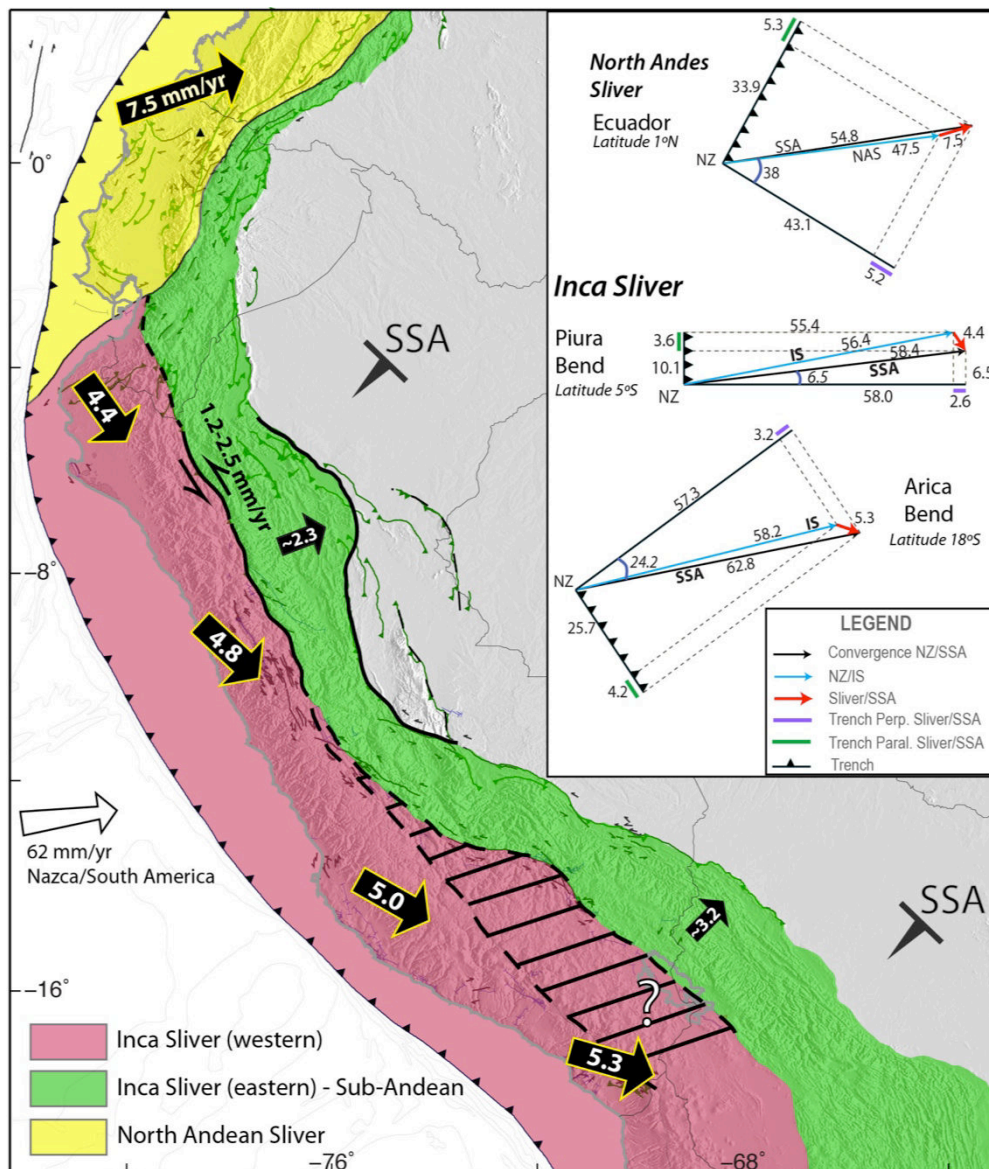 7.5 mm/yr
0°
SSA
4.4
1.2-2.5 mm/yr
~2.3
-8°
4.8
62 mm/yr
Nazca/South America
5.0
~3.2
SSA
-16°
?
5.3
Inca Sliver (western)
Inca Sliver (eastern) - Sub-Andean
North Andean Sliver
-76°
-68°
North Andes
Sliver
Ecuador
Latitude 1ºN
5.3
33.9
54.8
SSA
NZ
NAS
47.5
7.5
38
43.1
5.2
Inca Sliver
Piura
Bend
Latitude 5ºS
3.6
55.4
4.4
56.4
IS
58.4
10.1
SSA
6.5
6.5
NZ
58.0
2.6
3.2
57.3
Arica
Bend
Latitude 18ºS
IS
5.3
58.2
24.2
NZ
SSA
62.8
25.7
4.2
LEGEND
Convergence NZ/SSA
NZ/IS
Sliver/SSA
Trench Perp. Sliver/SSA
Trench Paral. Sliver/SSA
Trench